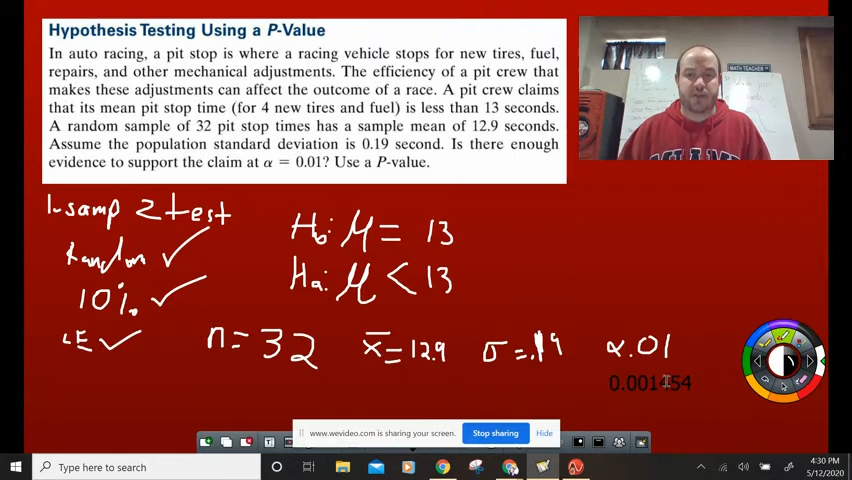 Hypothesis Testing Using a P-Value
In auto racing, a pit stop is where a racing vehicle stops for new tires, fuel,
repairs, and other mechanical adjustments. The efficiency of a pit crew that
makes these adjustments can affect the outcome of a race. A pit crew claims
that its mean pit stop time (for 4 new tires and fuel) is less than 13 seconds.
A random sample of 32 pit stop times has a sample mean of 12.9 seconds.
Assume the population standard deviation is 0.19 second. Is there enough
evidence to support the claim at α = 0.01? Use a P-value.
MATH TEACHER
1-samp Z test
Random ✓
10% ✓
✓
H₀: μ = 13
Ha: μ < 13
n = 32
x̄ = 12.9
σ = .19
α .01
0.001454
www.wevideo.com is sharing your screen.
Stop sharing
Hide
Type here to search
4:30 PM
5/12/2020